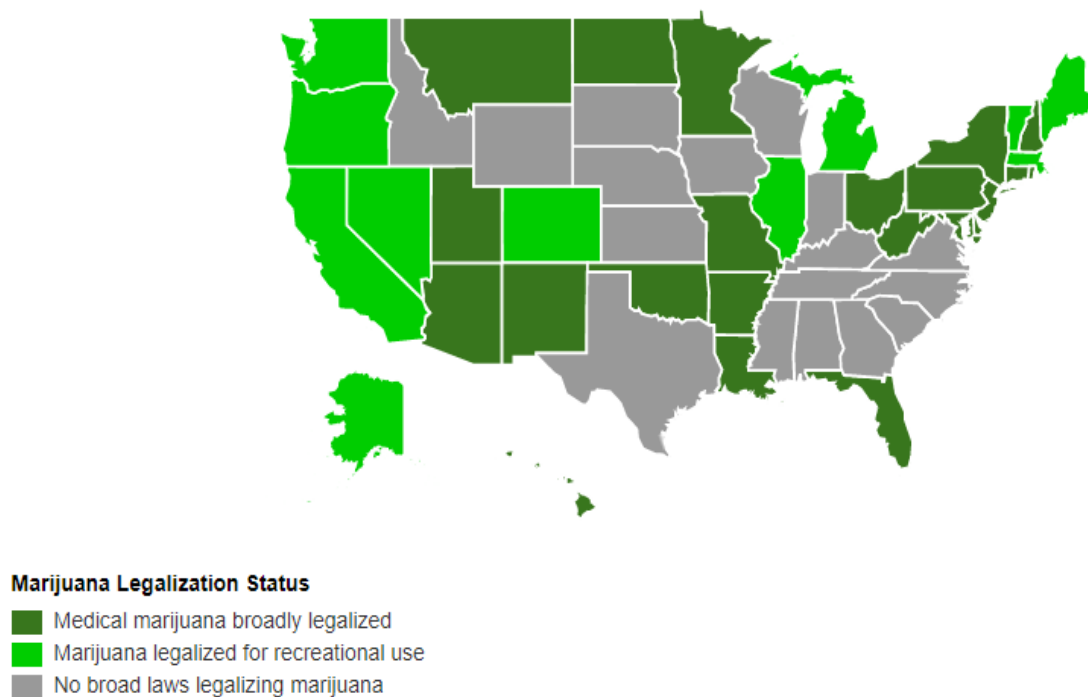 Marijuana Legalization Status
Medical marijuana broadly legalized
Marijuana legalized for recreational use
No broad laws legalizing marijuana